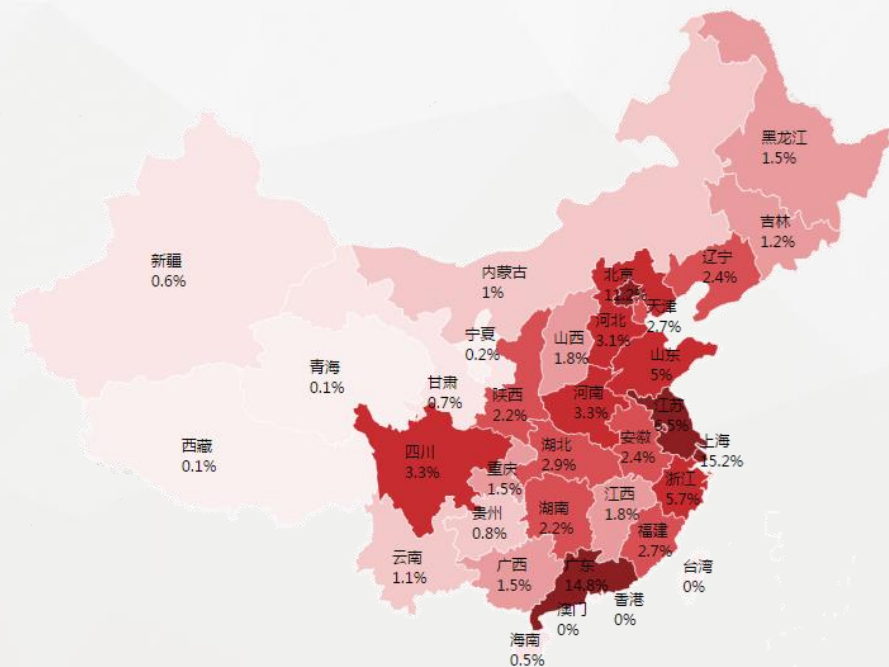 黑龙江
1.5%
吉林
1.2%
辽宁
2.4%
新疆
0.6%
内蒙古
1%
北京
11.2%
天津
2.7%
河北
3.1%
宁夏
0.2%
山西
1.8%
山东
5%
青海
0.1%
甘肃
0.7%
陕西
2.2%
河南
3.3%
江苏
6.5%
西藏
0.1%
四川
3.3%
湖北
2.9%
安徽
2.4%
上海
15.2%
重庆
1.5%
浙江
5.7%
江西
1.8%
贵州
0.8%
湖南
2.2%
福建
2.7%
云南
1.1%
广西
1.5%
广东
14.8%
台湾
0%
澳门
0%
香港
0%
海南
0.5%